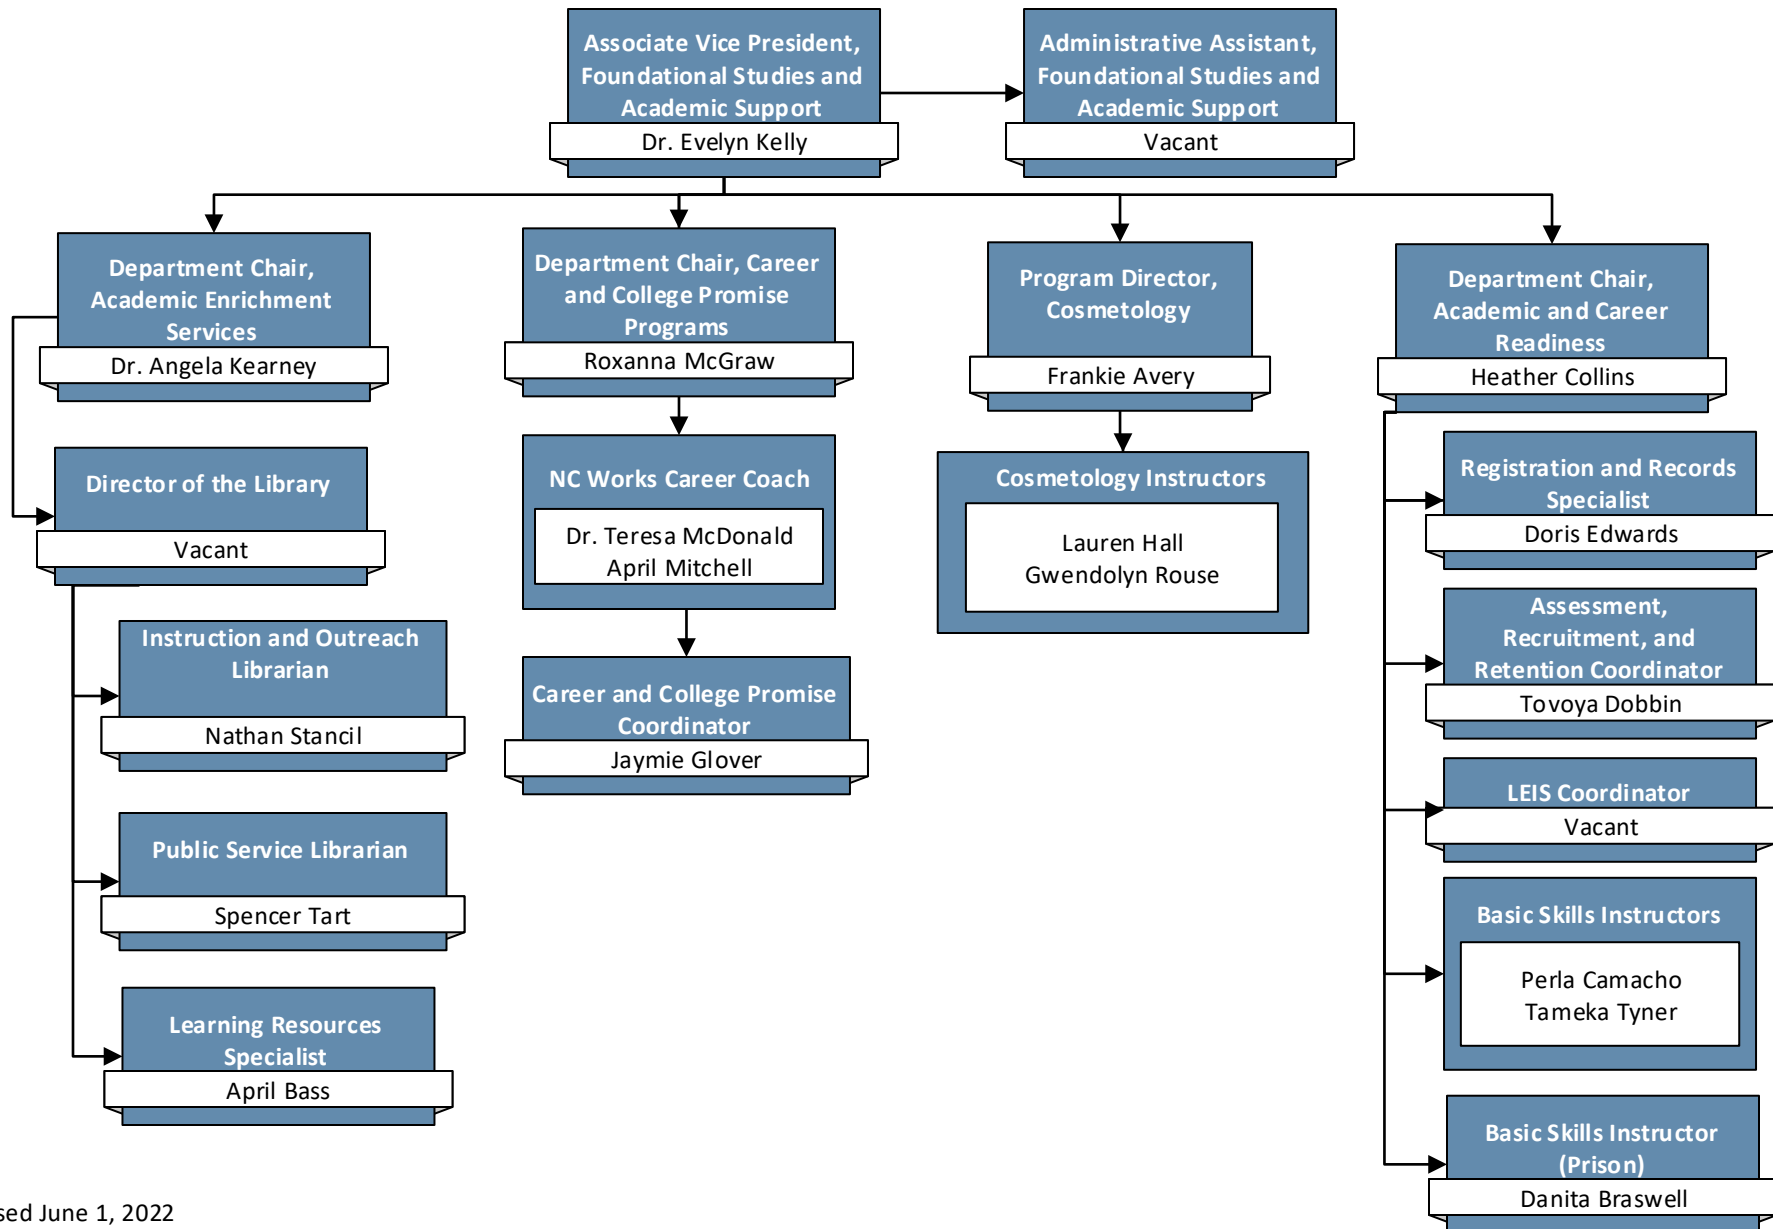 Associate Vice President,
Foundational Studies and
Academic Support
Dr. Evelyn Kelly
Administrative Assistant,
Foundational Studies and
Academic Support
Vacant
Department Chair,
Academic Enrichment
Services
Dr. Angela Kearney
Director of the Library
Vacant
Instruction and Outreach
Librarian
Nathan Stancil
Public Service Librarian
Spencer Tart
Learning Resources
Specialist
April Bass
Department Chair, Career
and College Promise
Programs
Roxanna McGraw
NC Works Career Coach
Dr. Teresa McDonald
April Mitchell
Career and College Promise
Coordinator
Jaymie Glover
Program Director,
Cosmetology
Frankie Avery
Cosmetology Instructors
Lauren Hall
Gwendolyn Rouse
Department Chair,
Academic and Career
Readiness
Heather Collins
Registration and Records
Specialist
Doris Edwards
Assessment,
Recruitment, and
Retention Coordinator
Tovoya Dobbin
LEIS Coordinator
Vacant
Basic Skills Instructors
Perla Camacho
Tameka Tyner
Basic Skills Instructor
(Prison)
Danita Braswell
sed June 1, 2022